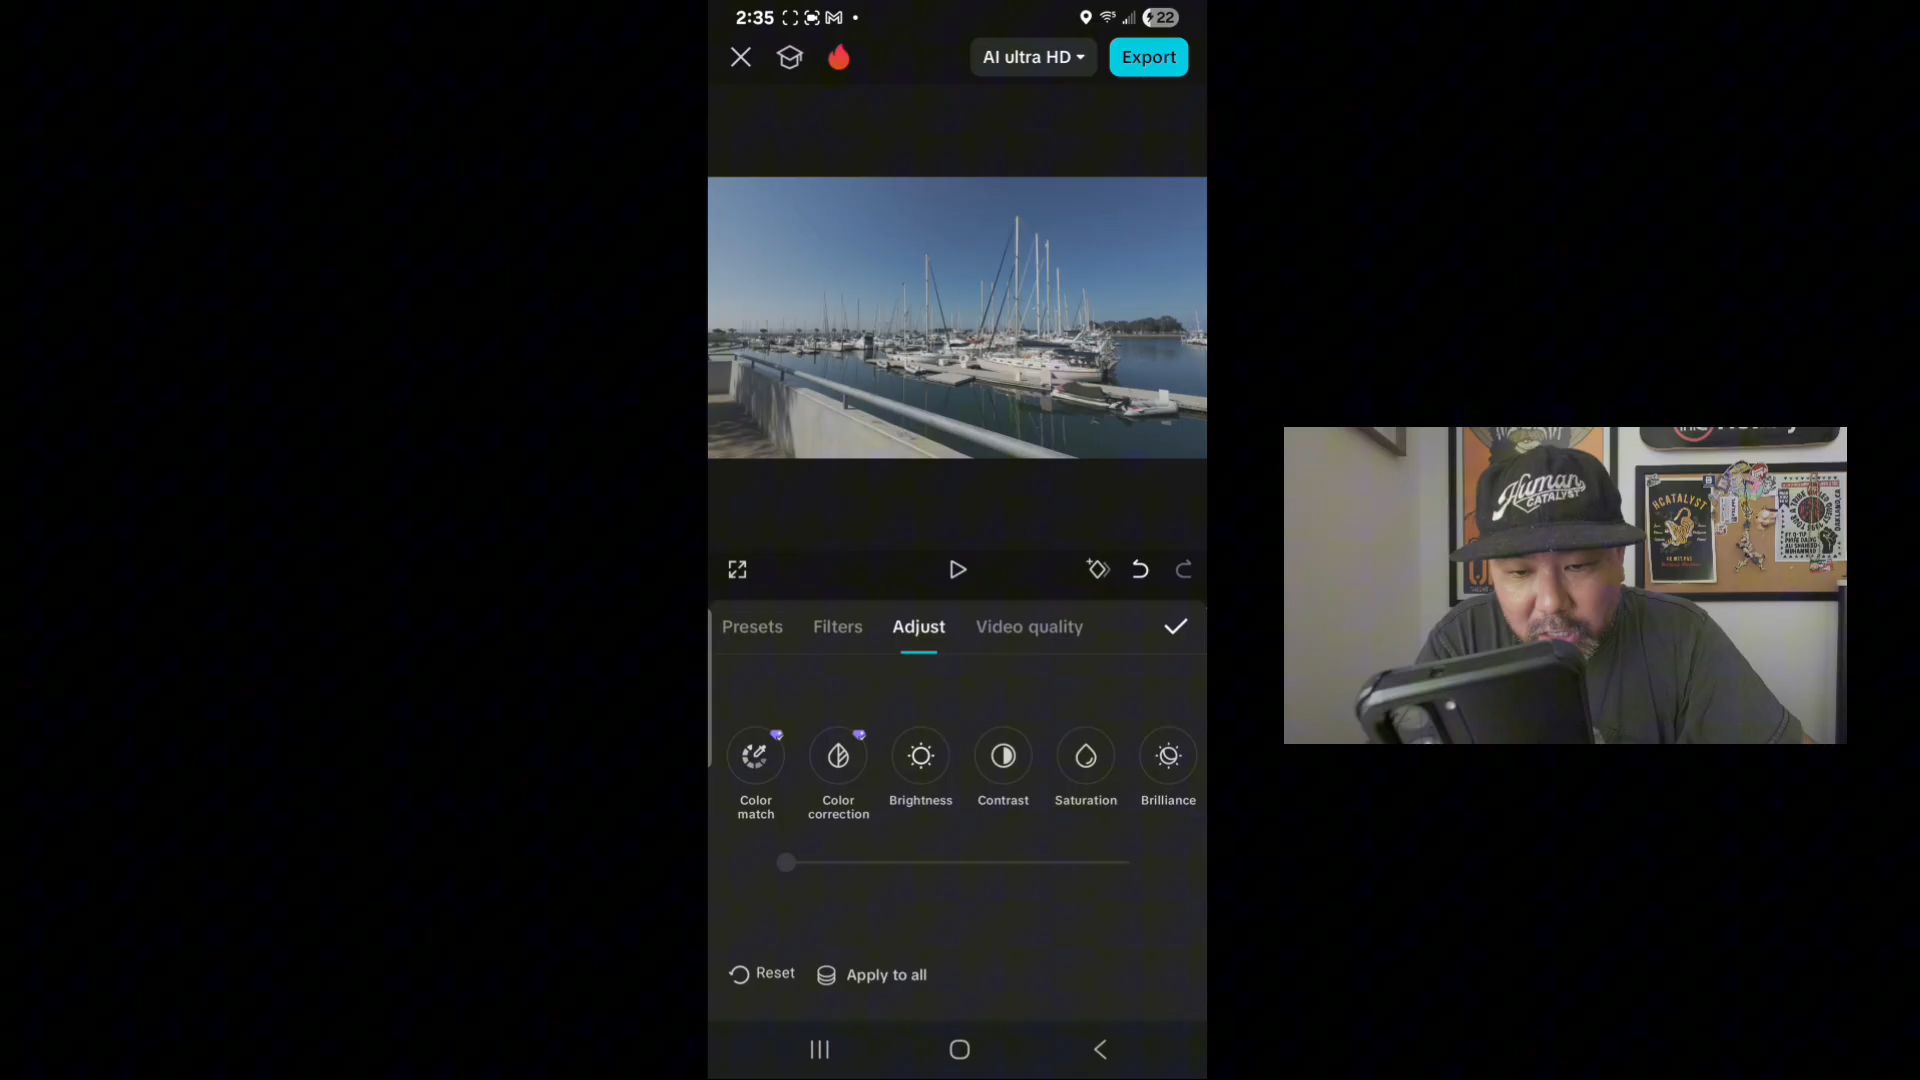 2:35
22
AI ultra HD
Export
Presets
Filters
Adjust
Video quality
Color
match
Color
correction
Brightness
Contrast
Saturation
Brilliance
Reset
Apply to all
Human
CATALYST
HCATALYST